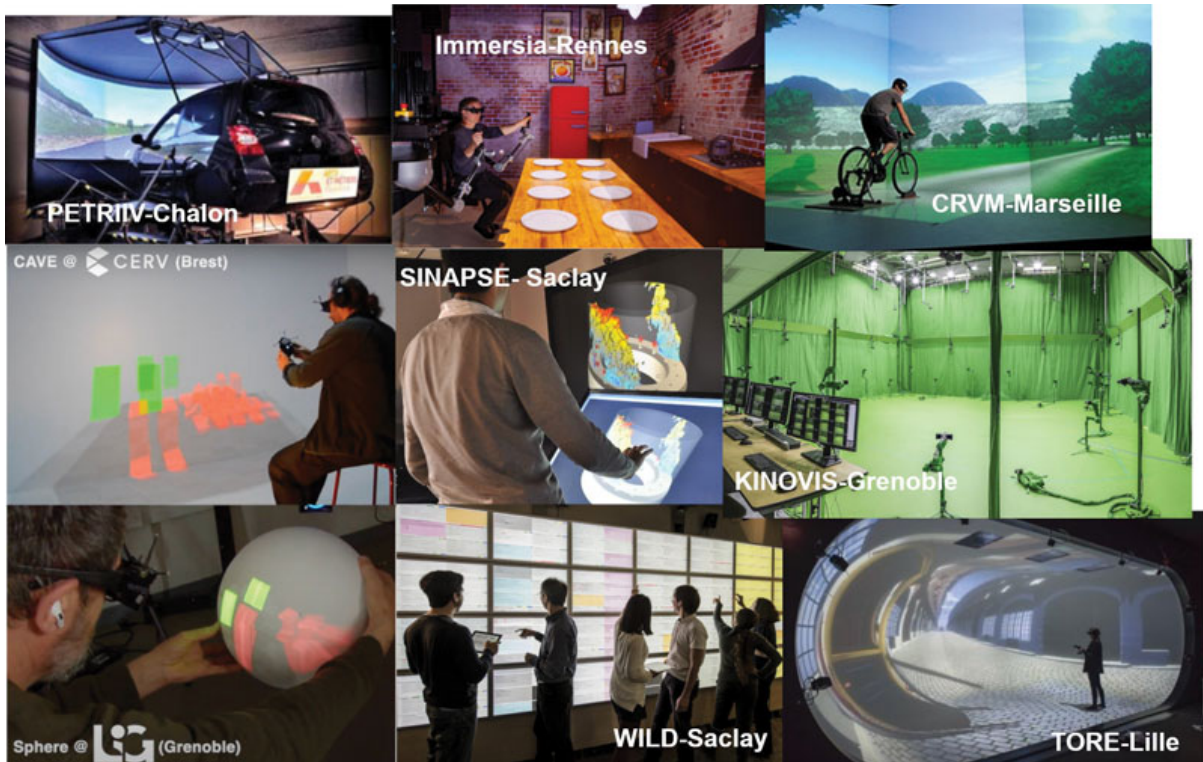 Immersia-Rennes
PETRIIV-Chalon
CRVM-Marseille
CAVE @ CERV (Brest)
SINAPSE- Saclay
KINOVIS-Grenoble
Sphere @ LIG (Grenoble)
WILD-Saclay
TORE-Lille